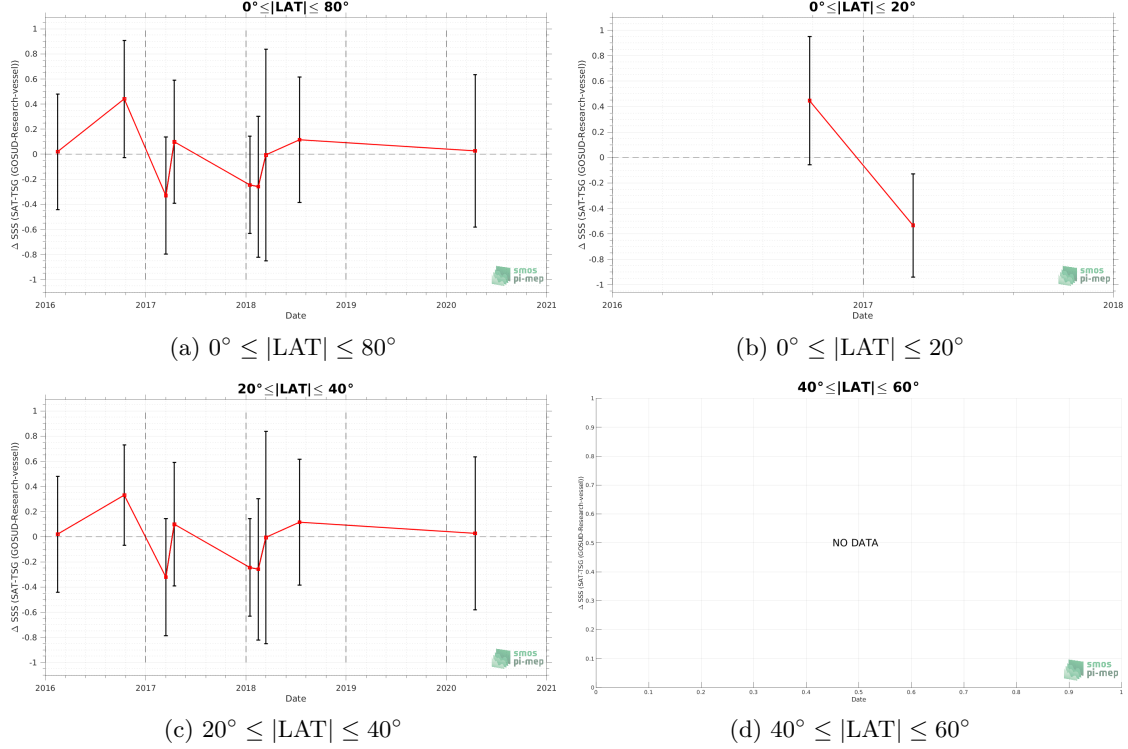 0°≤|LAT|≤ 80°
Δ SSS (SAT-TSG (GOSUD-Research-vessel))
1
0.8
0.6
0.4
0.2
0
-0.2
-0.4
-0.6
-0.8
-1
2016 2017 2018 2019 2020 2021
Date
smos
pi-mep
(a) 0° ≤ |LAT| ≤ 80°
0°≤|LAT|≤ 20°
Δ SSS (SAT-TSG (GOSUD-Research-vessel))
1
0.8
0.6
0.4
0.2
0
-0.2
-0.4
-0.6
-0.8
-1
2016 2017 2018
Date
smos
pi-mep
(b) 0° ≤ |LAT| ≤ 20°
20°≤|LAT|≤ 40°
Δ SSS (SAT-TSG (GOSUD-Research-vessel))
1
0.8
0.6
0.4
0.2
0
-0.2
-0.4
-0.6
-0.8
-1
2016 2017 2018 2019 2020 2021
Date
smos
pi-mep
(c) 20° ≤ |LAT| ≤ 40°
40°≤|LAT|≤ 60°
Δ SSS (SAT-TSG (GOSUD-Research-vessel))
1
0.9
0.8
0.7
0.6
0.5
0.4
0.3
0.2
0.1
0
NO DATA
0 0.1 0.2 0.3 0.4 0.5 0.6 0.7 0.8 0.9 1
Date
smos
pi-mep
(d) 40° ≤ |LAT| ≤ 60°